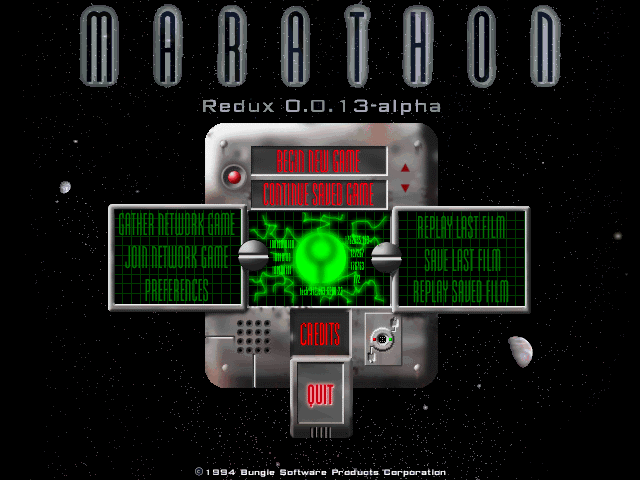 MARATHON
Redux 0.0.13-alpha
BEGIN NEW GAME
CONTINUE SAVED GAME
GATHER NETWORK GAME
JOIN NETWORK GAME
PREFERENCES
REPLAY LAST FILM
SAVE LAST FILM
REPLAY SAVED FILM
CREDITS
QUIT
©1994 Bungie Software Products Corporation